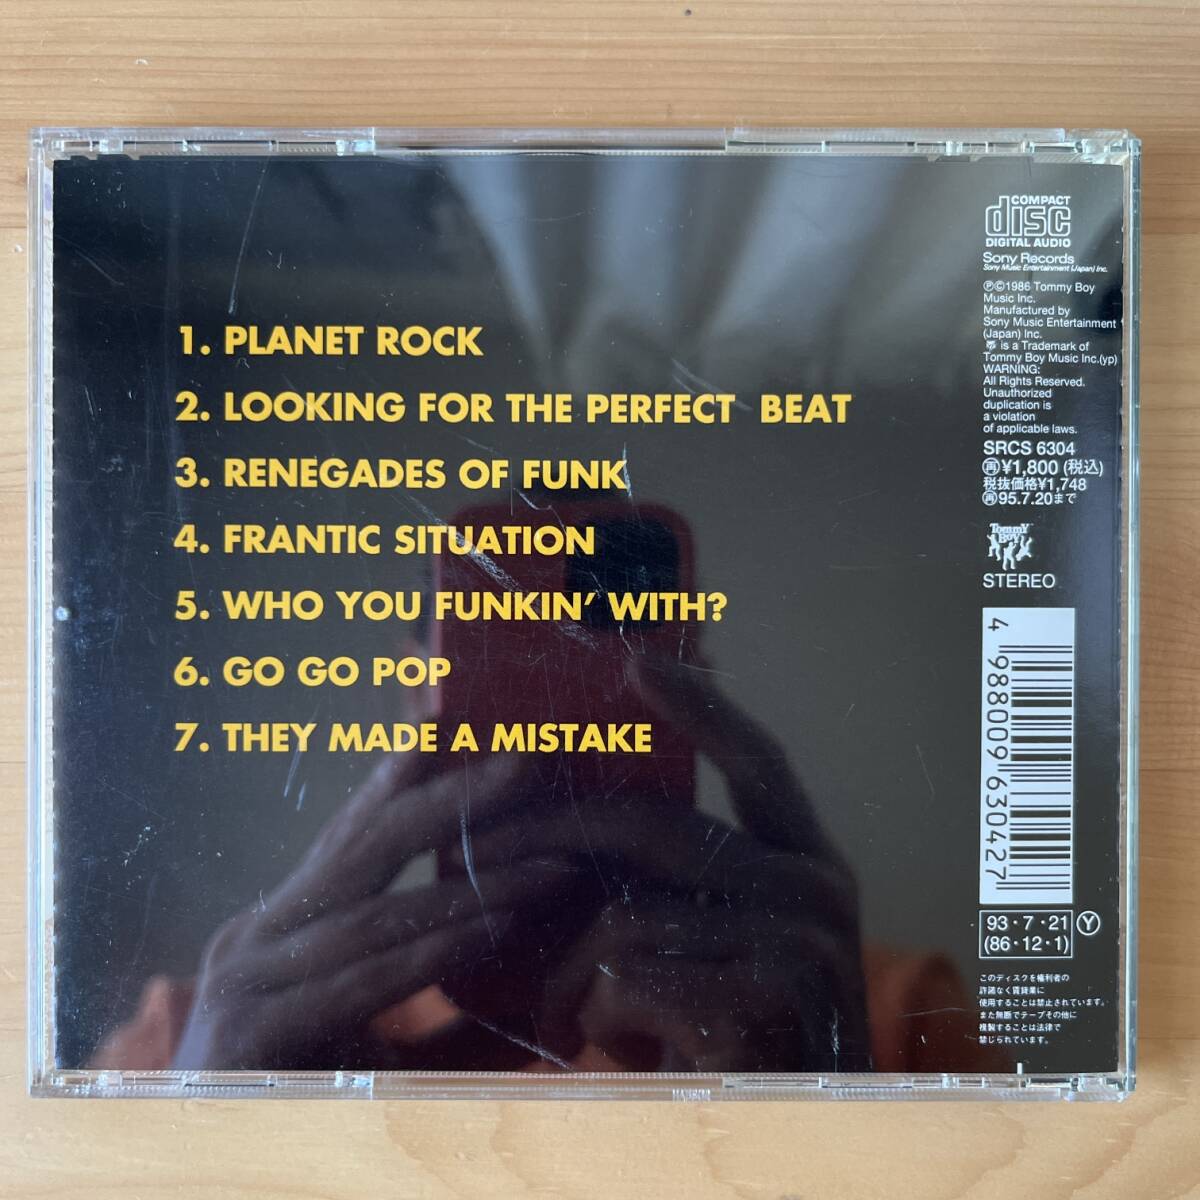 1. PLANET ROCK
2. LOOKING FOR THE PERFECT BEAT
3. RENEGADES OF FUNK
4. FRANTIC SITUATION
5. WHO YOU FUNKIN' WITH?
6. GO GO POP
7. THEY MADE A MISTAKE
COMPACT
disc
DIGITAL AUDIO
Sony Records
Sony Music Entertainment (Japan) Inc.
Ⓟ©1986 Tommy Boy
Music Inc.
Manufactured by
Sony Music Entertainment
(Japan) Inc.
is a Trademark of
Tommy Boy Music Inc.(yp)
WARNING:
All Rights Reserved.
Unauthorized
duplication is
a violation
of applicable laws.
SRCS 6304
再¥1,800 (税込)
税抜価格¥1,748
再95.7.20まで
Tommy
Boy
STEREO
4 988009 630427
93・7・21 Ⓨ
(86・12・1)
このディスクを権利者の
許諾なく賃貸業に
使用することは禁止されています。
また無断でテープその他に
複製することは法律で
禁じられています。